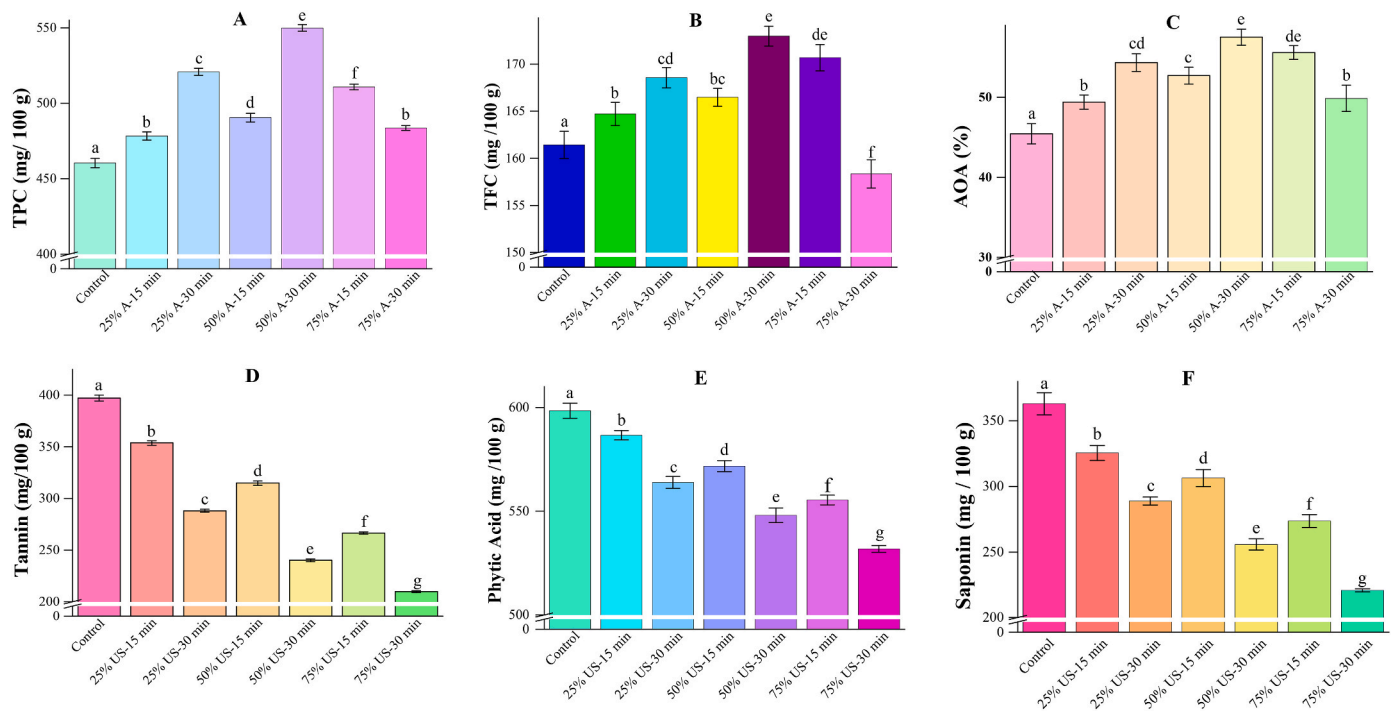 A
TPC (mg/ 100 g)
550
500
450
400
0
a
b
c
d
e
f
b
Control
25% A-15 min
25% A-30 min
50% A-15 min
50% A-30 min
75% A-15 min
75% A-30 min
B
TFC (mg /100 g)
170
165
160
155
150
0
a
b
cd
bc
e
de
f
Control
25% A-15 min
25% A-30 min
50% A-15 min
50% A-30 min
75% A-15 min
75% A-30 min
C
AOA (%)
50
40
30
0
a
b
cd
c
e
de
b
Control
25% A-15 min
25% A-30 min
50% A-15 min
50% A-30 min
75% A-15 min
75% A-30 min
D
Tannin (mg/100 g)
400
350
300
250
200
0
a
b
c
d
e
f
g
Control
25% US-15 min
25% US-30 min
50% US-15 min
50% US-30 min
75% US-15 min
75% US-30 min
E
Phytic Acid (mg /100 g)
600
550
500
0
a
b
c
d
e
f
g
Control
25% US-15 min
25% US-30 min
50% US-15 min
50% US-30 min
75% US-15 min
75% US-30 min
F
Saponin (mg / 100 g)
350
300
250
200
0
a
b
c
d
e
f
g
Control
25% US-15 min
25% US-30 min
50% US-15 min
50% US-30 min
75% US-15 min
75% US-30 min